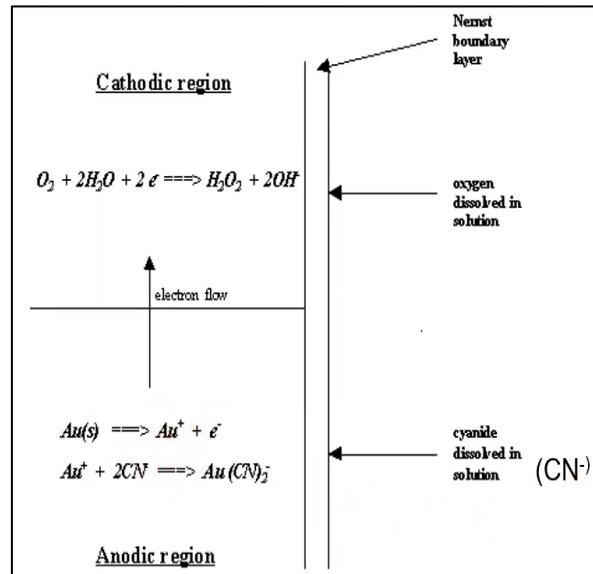 Nernst
boundary
layer
Cathodic region
O₂ + 2H₂O + 2 e⁻ ===> H₂O₂ + 2OH⁻
oxygen
dissolved in
solution
electron flow
Au(s) ===> Au⁺ + e⁻
Au⁺ + 2CN⁻ ===> Au(CN)₂⁻
cyanide
dissolved in
solution (CN⁻)
Anodic region